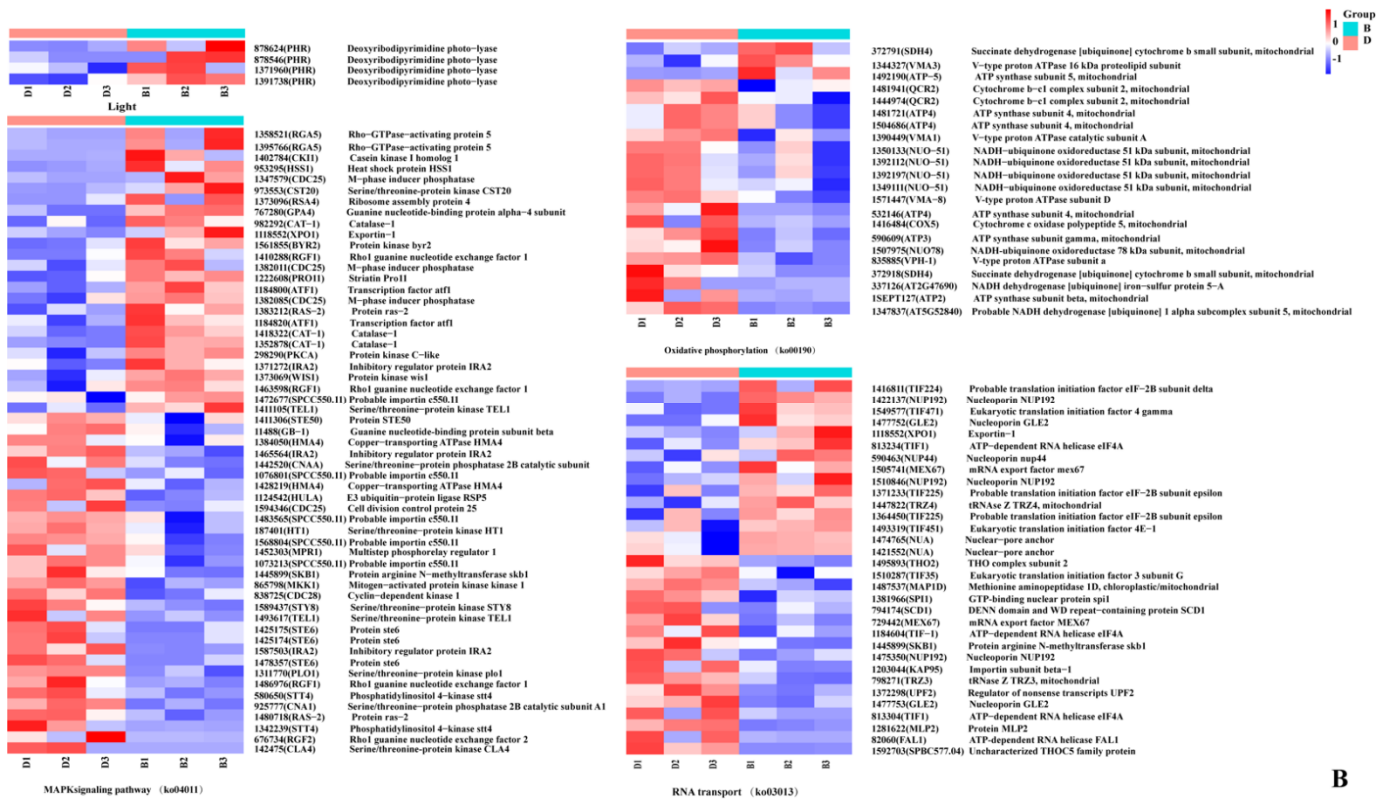 878624(PHR) Deoxyribodipyrimidine photo-lyase
878546(PHR) Deoxyribodipyrimidine photo-lyase
1371960(PHR) Deoxyribodipyrimidine photo-lyase
1391738(PHR) Deoxyribodipyrimidine photo-lyase
D1 D2 D3 B1 B2 B3
Light
1358521(RGA5) Rho-GTPase-activating protein 5
1395766(RGA5) Rho-GTPase-activating protein 5
1402784(CKI1) Casein kinase I homolog 1
953295(HSS1) Heat shock protein HSS1
1347579(CDC25) M-phase inducer phosphatase
973553(CST20) Serine/threonine-protein kinase CST20
1373096(RSA4) Ribosome assembly protein 4
767280(GPA4) Guanine nucleotide-binding protein alpha-4 subunit
982292(CAT-1) Catalase-1
1118552(XPO1) Exportin-1
1561855(BYR2) Protein kinase byr2
1410288(RGF1) Rho1 guanine nucleotide exchange factor 1
1382011(CDC25) M-phase inducer phosphatase
1222608(PRO11) Striatin Pro11
1184800(ATF1) Transcription factor atf1
1382085(CDC25) M-phase inducer phosphatase
1383212(RAS-2) Protein ras-2
1184820(ATF1) Transcription factor atf1
1418322(CAT-1) Catalase-1
1352878(CAT-1) Catalase-1
298290(PKCA) Protein kinase C-like
1371272(IRA2) Inhibitory regulator protein IRA2
1373069(WIS1) Protein kinase wis1
1463598(RGF1) Rho1 guanine nucleotide exchange factor 1
1472677(SPCC550.11) Probable importin c550.11
1411105(TEL1) Serine/threonine-protein kinase TEL1
1411306(STE50) Protein STE50
11488(GB-1) Guanine nucleotide-binding protein subunit beta
1384050(HMA4) Copper-transporting ATPase HMA4
1465564(IRA2) Inhibitory regulator protein IRA2
1442520(CNAA) Serine/threonine-protein phosphatase 2B catalytic subunit
1076801(SPCC550.11) Probable importin c550.11
1428219(HMA4) Copper-transporting ATPase HMA4
1124542(HULA) E3 ubiquitin-protein ligase RSP5
1594346(CDC25) Cell division control protein 25
1483565(SPCC550.11) Probable importin c550.11
187401(HT1) Serine/threonine-protein kinase HT1
1568804(SPCC550.11) Probable importin c550.11
1452303(MPR1) Multistep phosphorelay regulator 1
1073213(SPCC550.11) Probable importin c550.11
1445899(SKB1) Protein arginine N-methyltransferase skb1
865798(MKK1) Mitogen-activated protein kinase kinase 1
838725(CDC28) Cyclin-dependent kinase 1
1589437(STY8) Serine/threonine-protein kinase STY8
1493617(TEL1) Serine/threonine-protein kinase TEL1
1425175(STE6) Protein ste6
1425174(STE6) Protein ste6
1587503(IRA2) Inhibitory regulator protein IRA2
1478357(STE6) Protein ste6
1311770(PLO1) Serine/threonine-protein kinase plo1
1486976(RGF1) Rho1 guanine nucleotide exchange factor 1
580650(STT4) Phosphatidylinositol 4-kinase stt4
925777(CNA1) Serine/threonine-protein phosphatase 2B catalytic subunit A1
1480718(RAS-2) Protein ras-2
1342239(STT4) Phosphatidylinositol 4-kinase stt4
676734(RGF2) Rho1 guanine nucleotide exchange factor 2
142475(CLA4) Serine/threonine-protein kinase CLA4
D1 D2 D3 B1 B2 B3
MAPKsignaling pathway （ko04011）
372791(SDH4) Succinate dehydrogenase [ubiquinone] cytochrome b small subunit, mitochondrial
1344327(VMA3) V-type proton ATPase 16 kDa proteolipid subunit
1492190(ATP-5) ATP synthase subunit 5, mitochondrial
1481941(QCR2) Cytochrome b-c1 complex subunit 2, mitochondrial
1444974(QCR2) Cytochrome b-c1 complex subunit 2, mitochondrial
1481721(ATP4) ATP synthase subunit 4, mitochondrial
1504686(ATP4) ATP synthase subunit 4, mitochondrial
1390449(VMA1) V-type proton ATPase catalytic subunit A
1350133(NUO-51) NADH-ubiquinone oxidoreductase 51 kDa subunit, mitochondrial
1392112(NUO-51) NADH-ubiquinone oxidoreductase 51 kDa subunit, mitochondrial
1392197(NUO-51) NADH-ubiquinone oxidoreductase 51 kDa subunit, mitochondrial
1349111(NUO-51) NADH-ubiquinone oxidoreductase 51 kDa subunit, mitochondrial
1571447(VMA-8) V-type proton ATPase subunit D
532146(ATP4) ATP synthase subunit 4, mitochondrial
1416484(COX5) Cytochrome c oxidase polypeptide 5, mitochondrial
590609(ATP3) ATP synthase subunit gamma, mitochondrial
1507975(NUO78) NADH-ubiquinone oxidoreductase 78 kDa subunit, mitochondrial
835885(VPH-1) V-type proton ATPase subunit a
372918(SDH4) Succinate dehydrogenase [ubiquinone] cytochrome b small subunit, mitochondrial
337126(AT2G47690) NADH dehydrogenase [ubiquinone] iron-sulfur protein 5-A
1SEPT127(ATP2) ATP synthase subunit beta, mitochondrial
1347837(AT5G52840) Probable NADH dehydrogenase [ubiquinone] 1 alpha subcomplex subunit 5, mitochondrial
D1 D2 D3 B1 B2 B3
Oxidative phosphorylation （ko00190）
1416811(TIF224) Probable translation initiation factor eIF-2B subunit delta
1422137(NUP192) Nucleoporin NUP192
1549577(TIF471) Eukaryotic translation initiation factor 4 gamma
1477752(GLE2) Nucleoporin GLE2
1118552(XPO1) Exportin-1
813234(TIF1) ATP-dependent RNA helicase eIF4A
590463(NUP44) Nucleoporin nup44
1505741(MEX67) mRNA export factor mex67
1510846(NUP192) Nucleoporin NUP192
1371233(TIF225) Probable translation initiation factor eIF-2B subunit epsilon
1447822(TRZ4) tRNase Z TRZ4, mitochondrial
1364450(TIF225) Probable translation initiation factor eIF-2B subunit epsilon
1493319(TIF451) Eukaryotic translation initiation factor 4E-1
1474765(NUA) Nuclear-pore anchor
1421552(NUA) Nuclear-pore anchor
1495893(THO2) THO complex subunit 2
1510287(TIF35) Eukaryotic translation initiation factor 3 subunit G
1487537(MAP1D) Methionine aminopeptidase 1D, chloroplastic/mitochondrial
1381966(SPI1) GTP-binding nuclear protein spi1
794174(SCD1) DENN domain and WD repeat-containing protein SCD1
729442(MEX67) mRNA export factor MEX67
1184604(TIF-1) ATP-dependent RNA helicase eIF4A
1445899(SKB1) Protein arginine N-methyltransferase skb1
1475350(NUP192) Nucleoporin NUP192
1203044(KAP95) Importin subunit beta-1
798271(TRZ3) tRNase Z TRZ3, mitochondrial
1372298(UPF2) Regulator of nonsense transcripts UPF2
1477753(GLE2) Nucleoporin GLE2
813304(TIF1) ATP-dependent RNA helicase eIF4A
1281622(MLP2) Protein MLP2
82060(FAL1) ATP-dependent RNA helicase FAL1
1592703(SPBC577.04) Uncharacterized THOC5 family protein
D1 D2 D3 B1 B2 B3
RNA transport （ko03013）
Group
1 B
0 D
-1
B